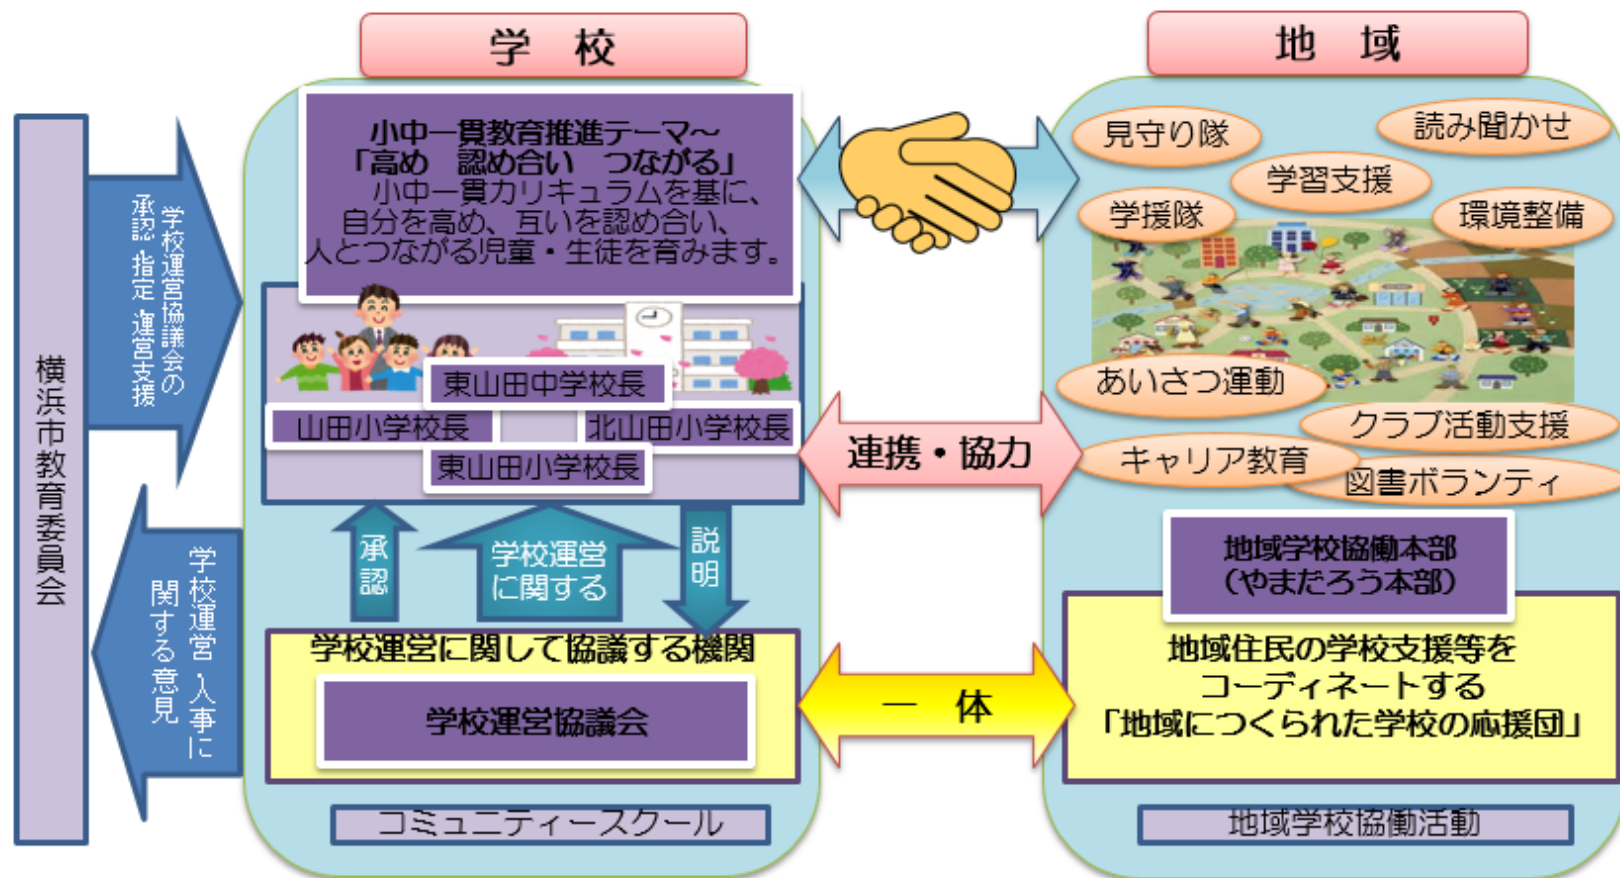 学 校
地 域
小中一貫教育推進テーマ～
「高め 認め合い つながる」
小中一貫カリキュラムを基に、
自分を高め、互いを認め合い、
人とつながる児童・生徒を育みます。
見守り隊
読み聞かせ
学習支援
学援隊
環境整備
学校運営協議会の
承認 指定 運営支援
横浜市教育委員会
東山田中学校長
山田小学校長
北山田小学校長
東山田小学校長
連携・協力
あいさつ運動
クラブ活動支援
キャリア教育
図書ボランティ
承認
学校運営
に関する
説明
学校運営 人事に
関する意見
地域学校協働本部
（やまだろう本部）
学校運営に関して協議する機関
学校運営協議会
一 体
地域住民の学校支援等を
コーディネートする
「地域につくられた学校の応援団」
コミュニティースクール
地域学校協働活動